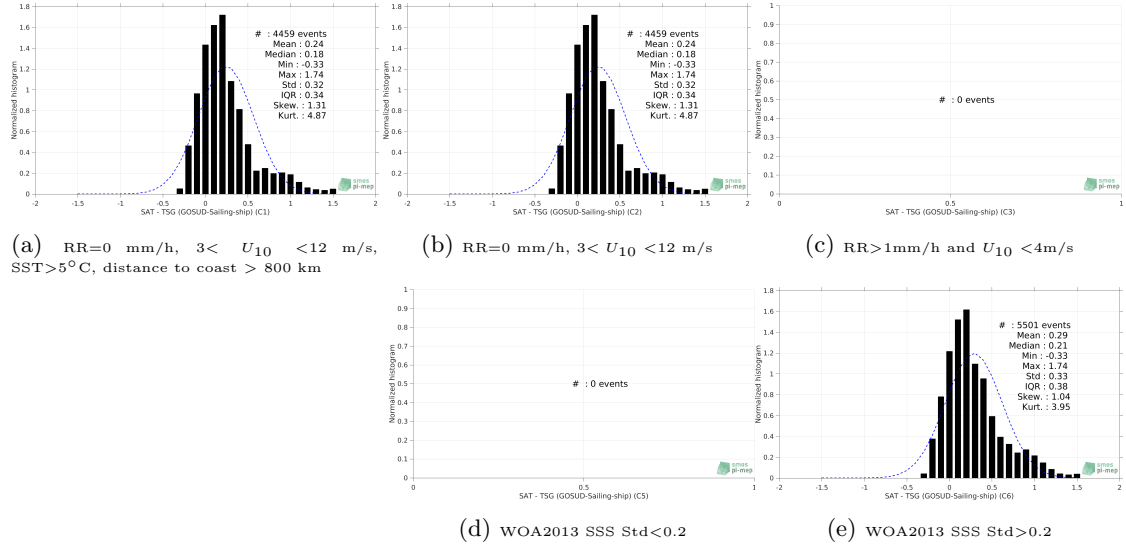 1.8
1.6
1.4
1.2
1
0.8
0.6
0.4
0.2
0
Normalized histogram
# : 4459 events
Mean : 0.24
Median : 0.18
Min : -0.33
Max : 1.74
Std : 0.32
IQR : 0.34
Skew. : 1.31
Kurt. : 4.87
smos
pi-mep
-2 -1.5 -1 -0.5 0 0.5 1 1.5 2
SAT - TSG (GOSUD-Sailing-ship) (C1)
(a) RR=0 mm/h, 3< U10 <12 m/s,
SST>5°C, distance to coast > 800 km
1.8
1.6
1.4
1.2
1
0.8
0.6
0.4
0.2
0
Normalized histogram
# : 4459 events
Mean : 0.24
Median : 0.18
Min : -0.33
Max : 1.74
Std : 0.32
IQR : 0.34
Skew. : 1.31
Kurt. : 4.87
smos
pi-mep
-2 -1.5 -1 -0.5 0 0.5 1 1.5 2
SAT - TSG (GOSUD-Sailing-ship) (C2)
(b) RR=0 mm/h, 3< U10 <12 m/s
1
0.9
0.8
0.7
0.6
0.5
0.4
0.3
0.2
0.1
0
Normalized histogram
# : 0 events
smos
pi-mep
0 0.5 1
SAT - TSG (GOSUD-Sailing-ship) (C3)
(c) RR>1mm/h and U10 <4m/s
1
0.9
0.8
0.7
0.6
0.5
0.4
0.3
0.2
0.1
0
Normalized histogram
# : 0 events
smos
pi-mep
0 0.5 1
SAT - TSG (GOSUD-Sailing-ship) (C5)
(d) WOA2013 SSS Std<0.2
1.8
1.6
1.4
1.2
1
0.8
0.6
0.4
0.2
0
Normalized histogram
# : 5501 events
Mean : 0.29
Median : 0.21
Min : -0.33
Max : 1.74
Std : 0.33
IQR : 0.38
Skew. : 1.04
Kurt. : 3.95
smos
pi-mep
-2 -1.5 -1 -0.5 0 0.5 1 1.5 2
SAT - TSG (GOSUD-Sailing-ship) (C6)
(e) WOA2013 SSS Std>0.2